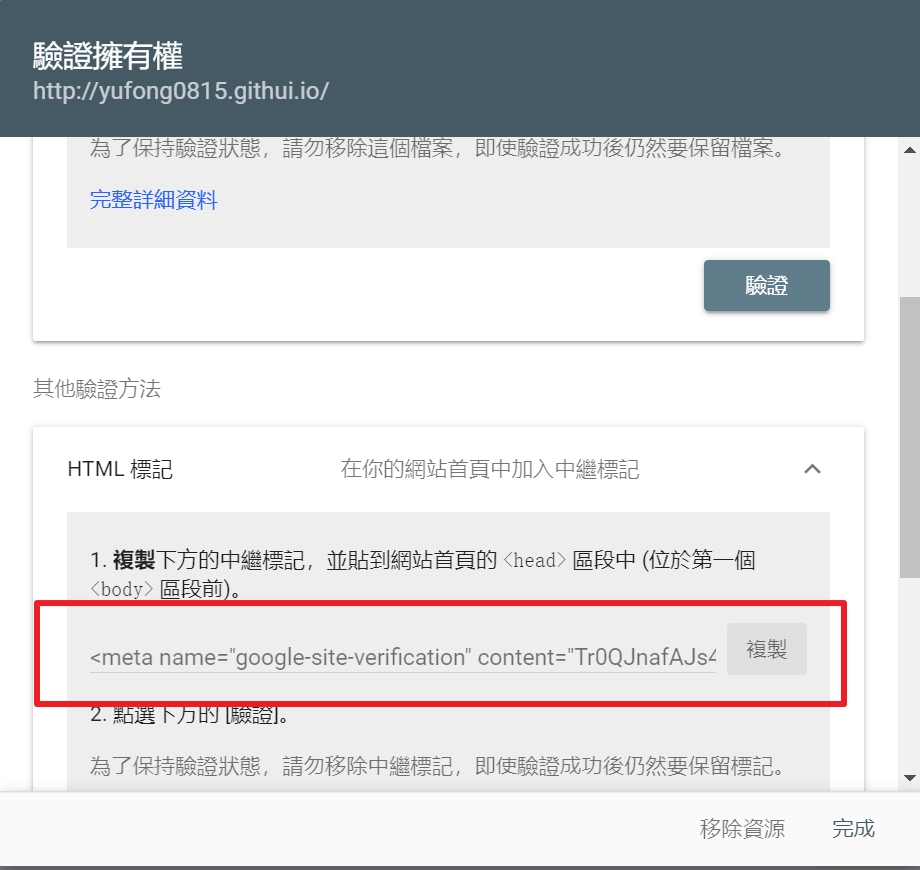 驗證擁有權
http://yufong0815.githui.io/
為了保持驗證狀態，請勿移除這個檔案，即使驗證成功後仍然要保留檔案。
完整詳細資料
驗證
其他驗證方法
HTML 標記 在你的網站首頁中加入中繼標記
1. 複製下方的中繼標記，並貼到網站首頁的 <head> 區段中 (位於第一個
<body> 區段前)。
<meta name="google-site-verification" content="Tr0QJnafAJs4 複製
2. 點選下方的 [驗證]。
為了保持驗證狀態，請勿移除中繼標記，即使驗證成功後仍然要保留標記。
移除資源 完成